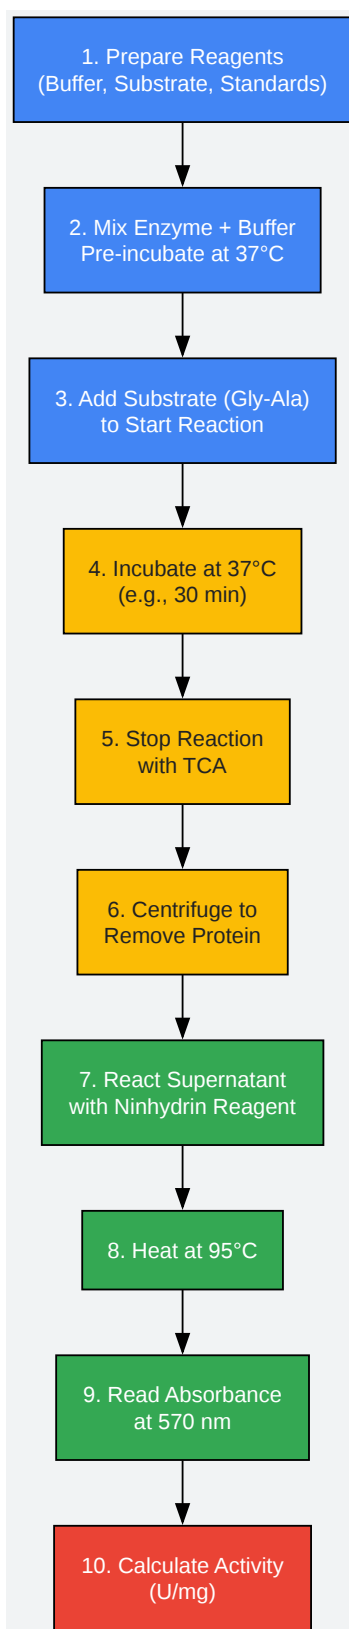 1. Prepare Reagents
(Buffer, Substrate, Standards)
2. Mix Enzyme + Buffer
Pre-incubate at 37°C
3. Add Substrate (Gly-Ala)
to Start Reaction
4. Incubate at 37°C
(e.g., 30 min)
5. Stop Reaction
with TCA
6. Centrifuge to
Remove Protein
7. React Supernatant
with Ninhydrin Reagent
8. Heat at 95°C
9. Read Absorbance
at 570 nm
10. Calculate Activity
(U/mg)